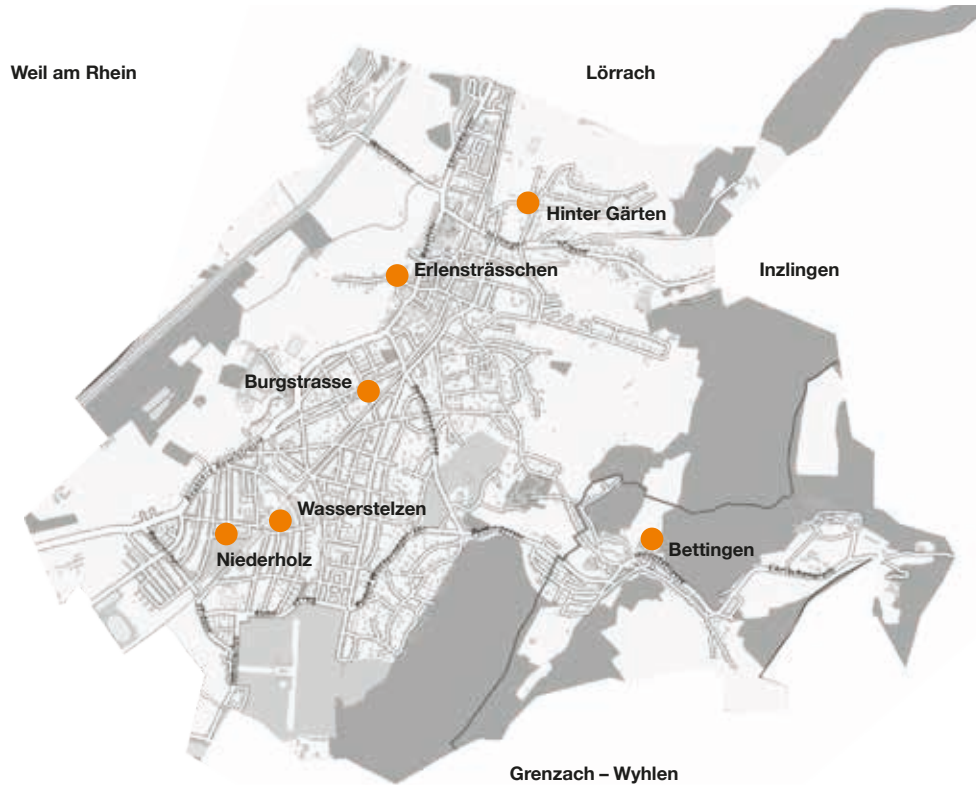 Weil am Rhein
Lörrach
Hinter Gärten
Erlensträsschen
Inzlingen
Burgstrasse
Wasserstelzen
Niederholz
Bettingen
Grenzach – Wyhlen